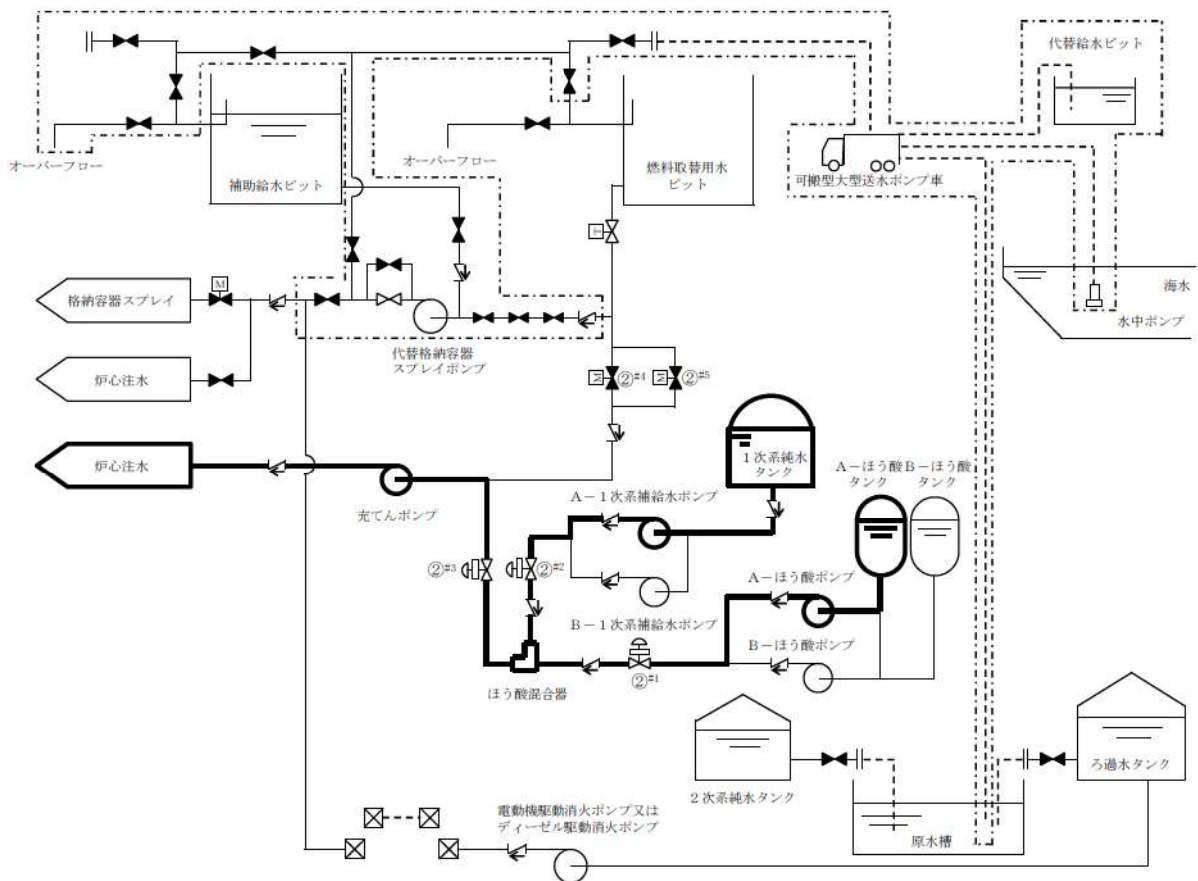 代替給水ピット
オーバーフロー
補助給水ピット
オーバーフロー
燃料取替用水
ピット
可搬型大型送水ポンプ車
海水
水中ポンプ
格納容器スプレイ
M
代替格納容器
スプレイポンプ
炉心注水
M
②#4
M
②#5
炉心注水
充てんポンプ
1次系純水
タンク
A-ほう酸
タンク
B-ほう酸
タンク
A-1次系補給水ポンプ
②#3
②#2
A-ほう酸ポンプ
B-1次系補給水ポンプ
②#1
B-ほう酸ポンプ
ほう酸混合器
2次系純水タンク
ろ過水タンク
原水槽
電動機駆動消火ポンプ又は
ディーゼル駆動消火ポンプ